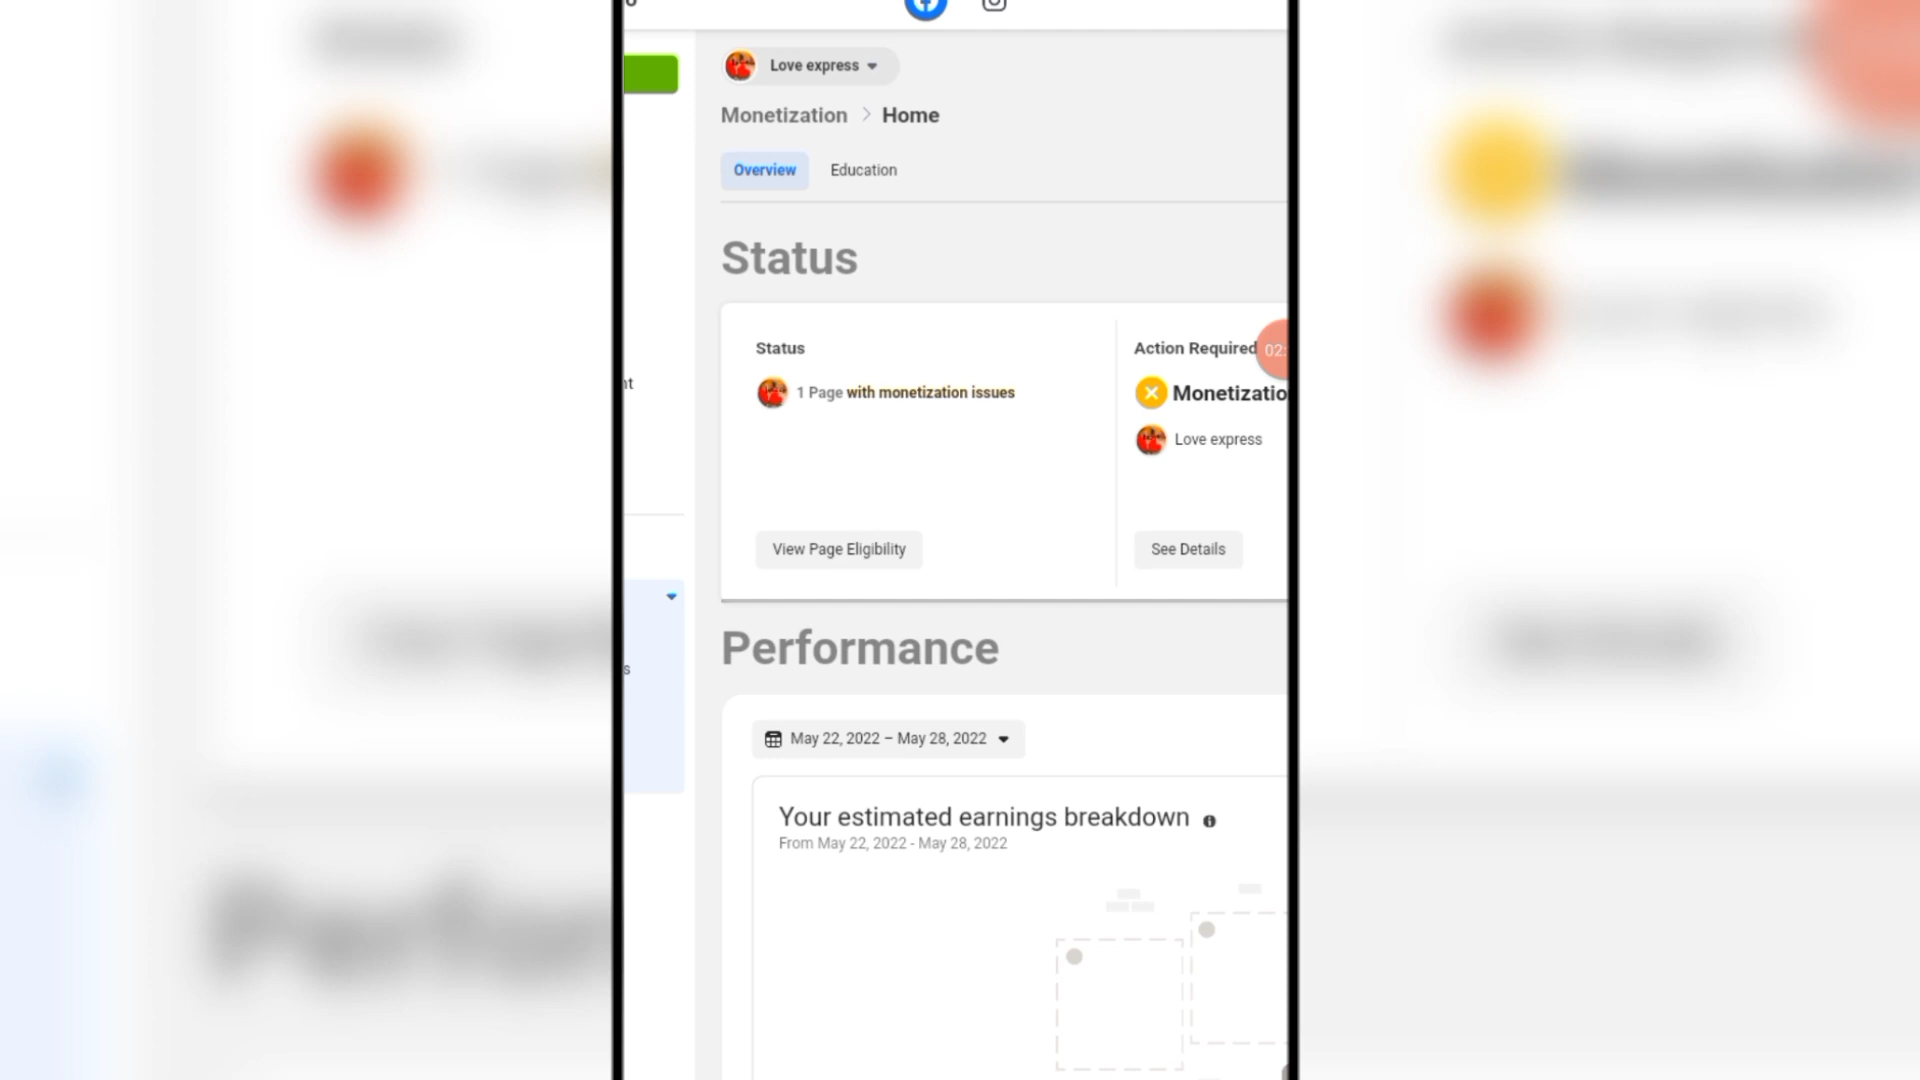 Love express
Monetization > Home
Overview Education
Status
Status
1 Page with monetization issues
View Page Eligibility
Action Required
02:
Monetizatio
Love express
See Details
Performance
May 22, 2022 – May 28, 2022
Your estimated earnings breakdown
From May 22, 2022 - May 28, 2022